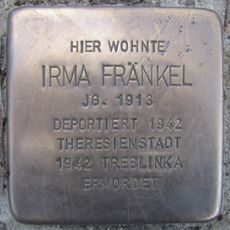 HIER WOHNTE
IRMA FRÄNKEL
JG. 1913
DEPORTIERT 1942
THERESIENSTADT
1942 TREBLINKA
ERMORDET